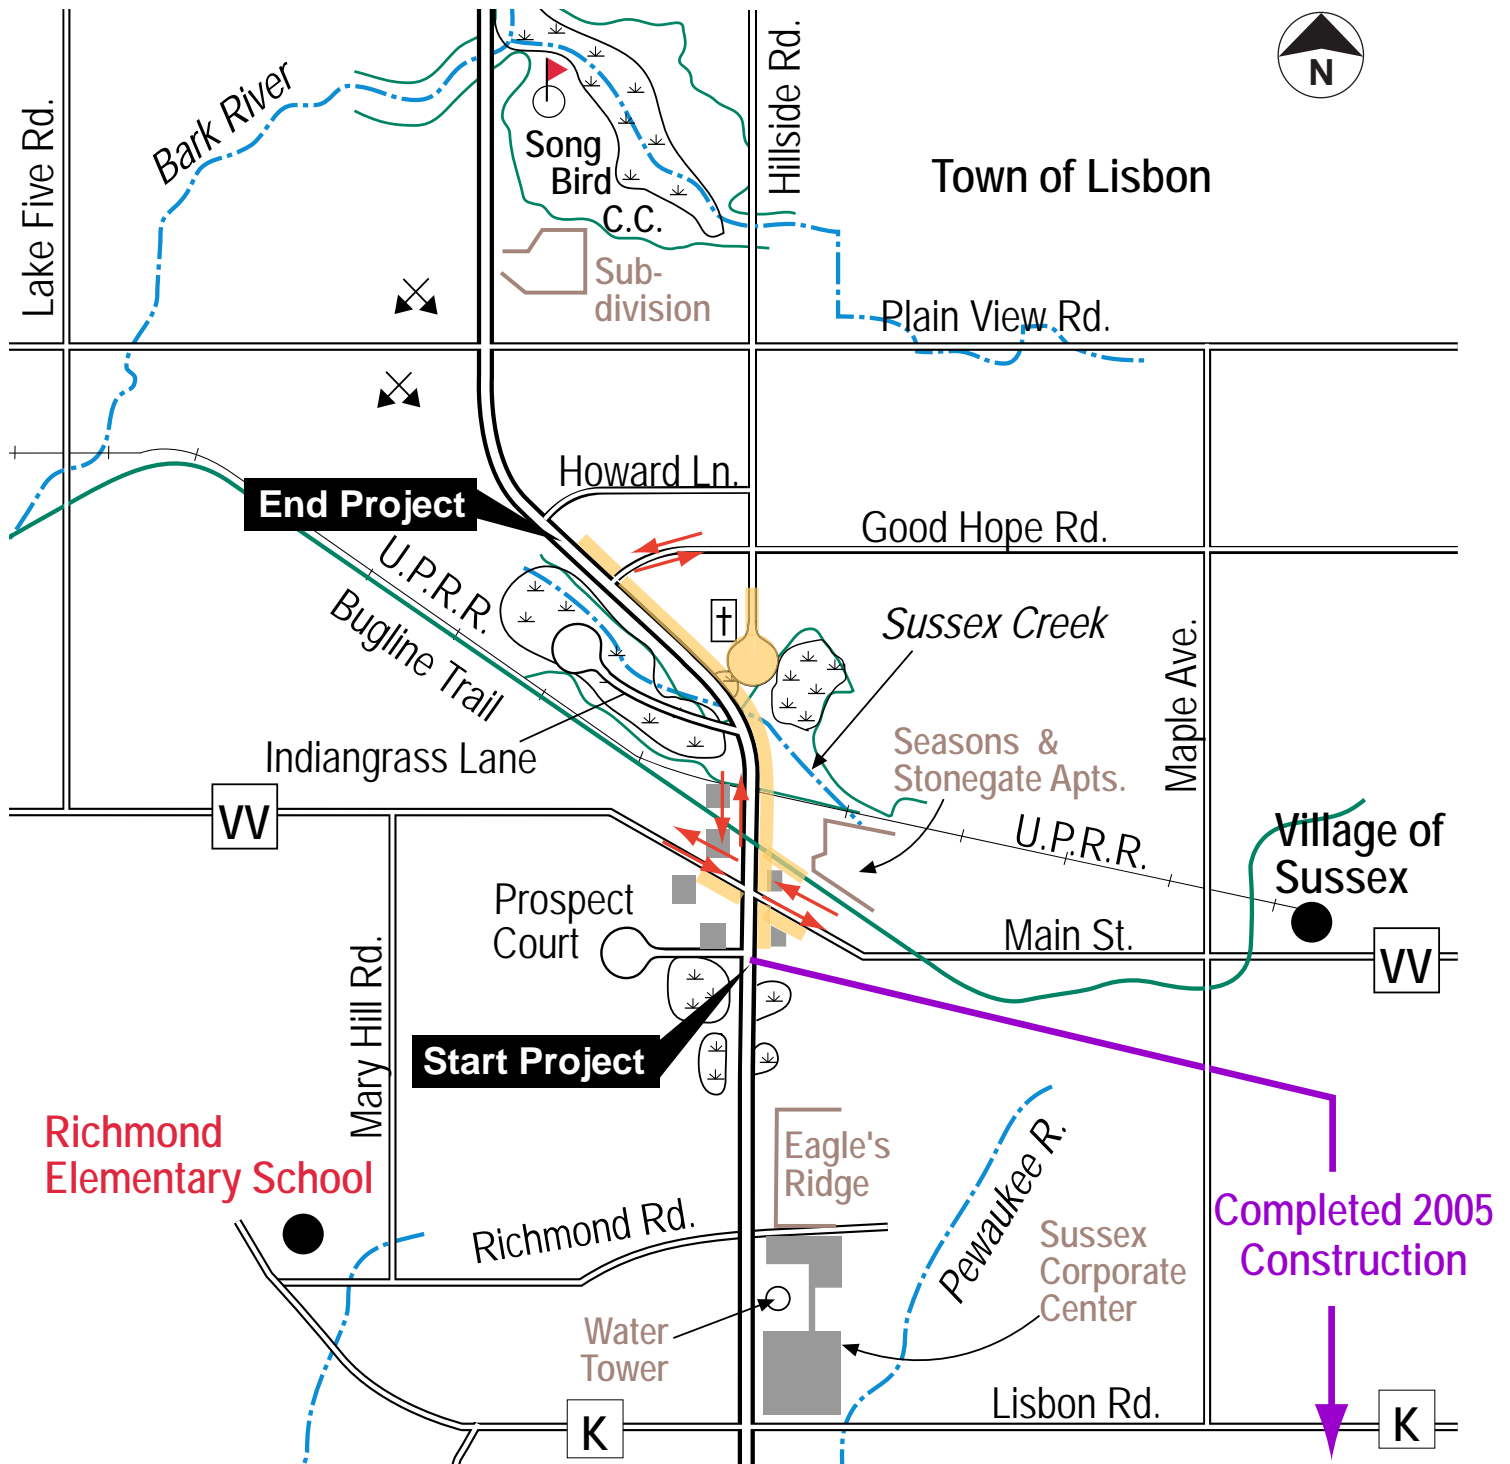 N
Lake Five Rd.
Bark River
Hillside Rd.
Song
Bird
C.C.
Town of Lisbon
Sub-
division
Plain View Rd.
Howard Ln.
End Project
Good Hope Rd.
U.P.R.R.
Bugline Trail
†
Sussex Creek
Maple Ave.
Indiangrass Lane
Seasons &
Stonegate Apts.
VV
U.P.R.R.
Village of
Sussex
Prospect
Court
Main St.
VV
Mary Hill Rd.
Start Project
Richmond
Elementary School
Eagle's
Ridge
Pewaukee R.
Richmond Rd.
Completed 2005
Construction
Sussex
Corporate
Center
Water
Tower
Lisbon Rd.
K
K